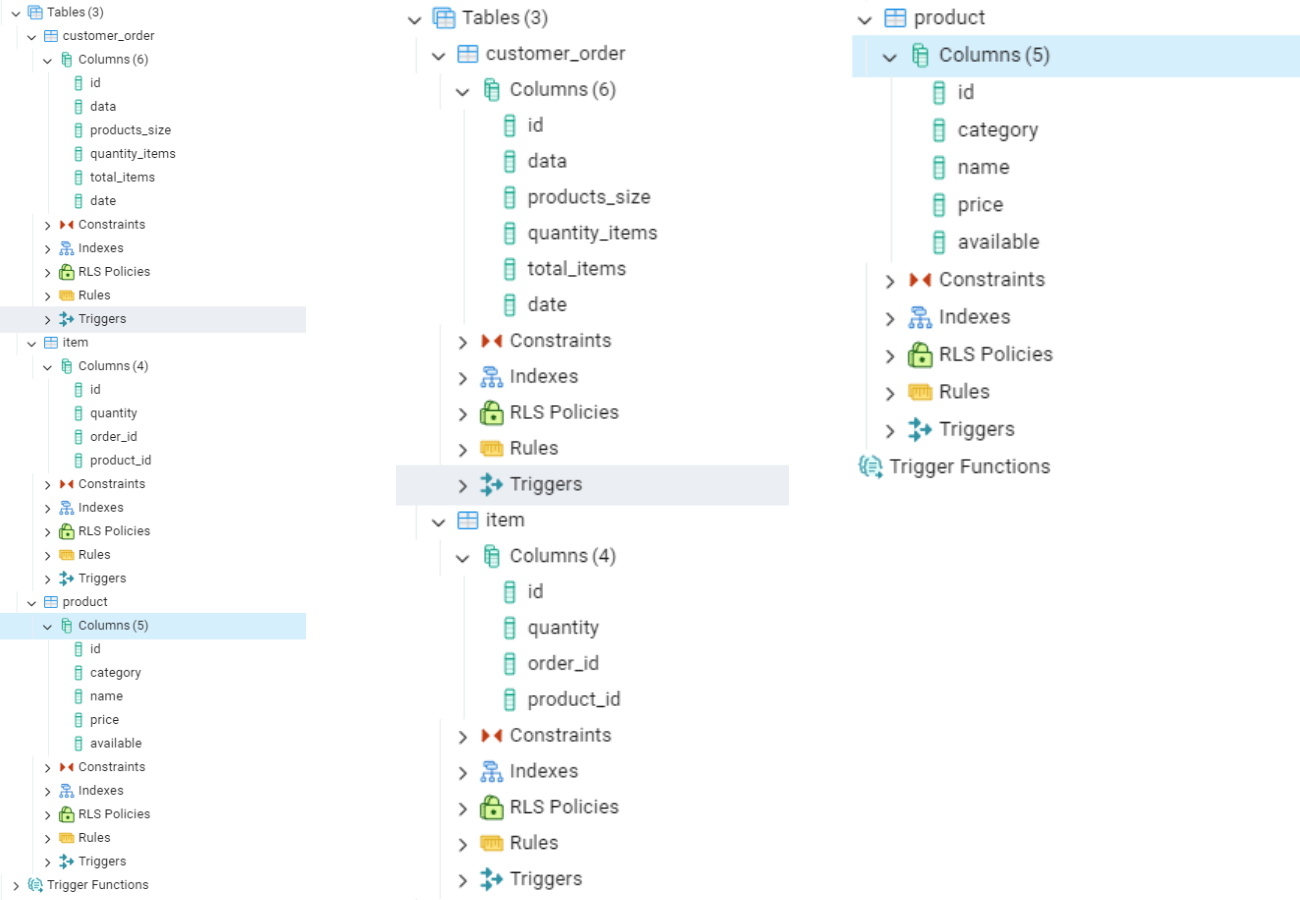 Tables (3)
customer_order
Columns (6)
id
data
products_size
quantity_items
total_items
date
Constraints
Indexes
RLS Policies
Rules
Triggers
item
Columns (4)
id
quantity
order_id
product_id
Constraints
Indexes
RLS Policies
Rules
Triggers
product
Columns (5)
id
category
name
price
available
Constraints
Indexes
RLS Policies
Rules
Triggers
Trigger Functions
Tables (3)
customer_order
Columns (6)
id
data
products_size
quantity_items
total_items
date
Constraints
Indexes
RLS Policies
Rules
Triggers
item
Columns (4)
id
quantity
order_id
product_id
Constraints
Indexes
RLS Policies
Rules
Triggers
product
Columns (5)
id
category
name
price
available
Constraints
Indexes
RLS Policies
Rules
Triggers
Trigger Functions